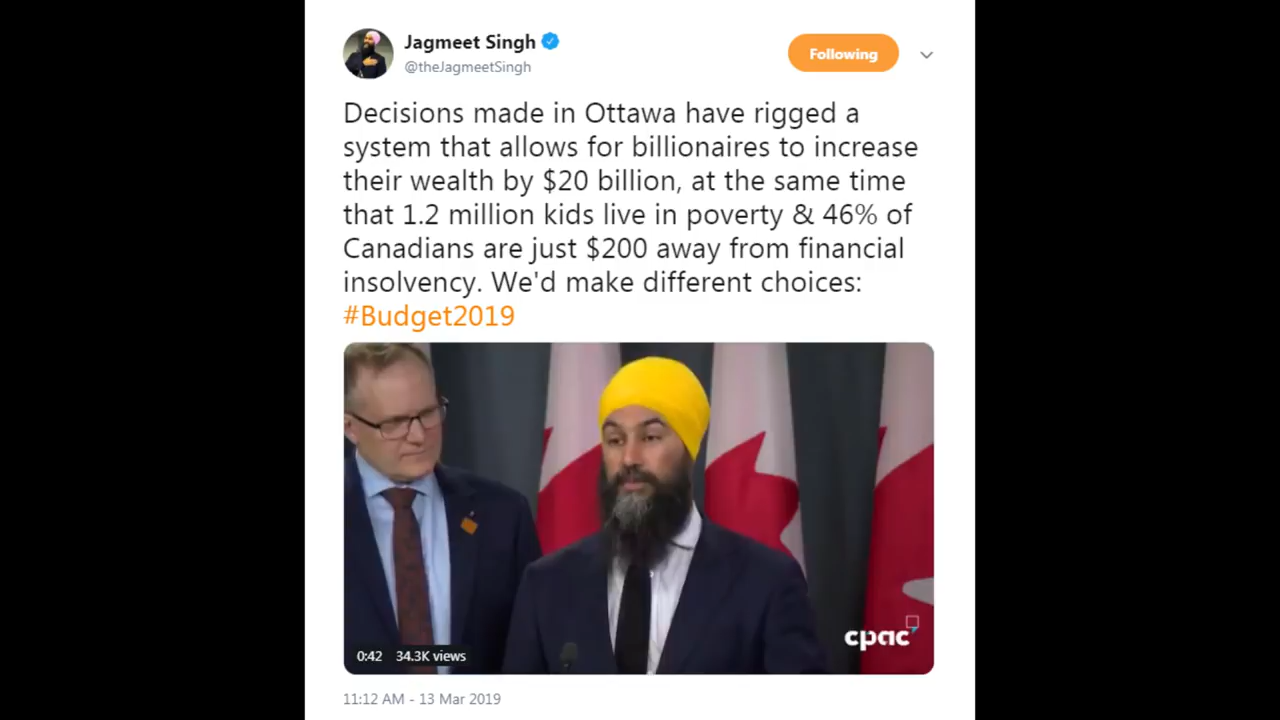 Jagmeet Singh
@theJagmeetSingh
Following
Decisions made in Ottawa have rigged a
system that allows for billionaires to increase
their wealth by $20 billion, at the same time
that 1.2 million kids live in poverty & 46% of
Canadians are just $200 away from financial
insolvency. We'd make different choices:
#Budget2019
cpac
0:42 34.3K views
11:12 AM - 13 Mar 2019